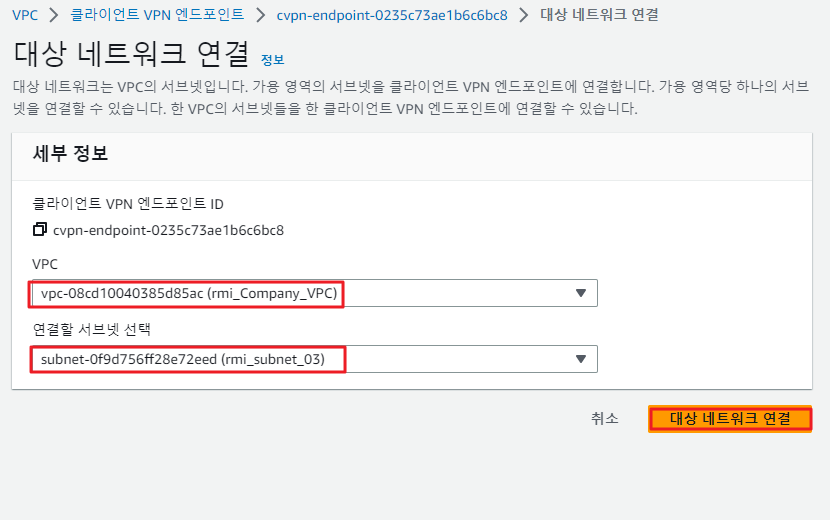 VPC > 클라이언트 VPN 엔드포인트 > cvpn-endpoint-0235c73ae1b6c6bc8 > 대상 네트워크 연결
대상 네트워크 연결 정보
대상 네트워크는 VPC의 서브넷입니다. 가용 영역의 서브넷을 클라이언트 VPN 엔드포인트에 연결합니다. 가용 영역당 하나의 서브
넷을 연결할 수 있습니다. 한 VPC의 서브넷들을 한 클라이언트 VPN 엔드포인트에 연결할 수 있습니다.
세부 정보
클라이언트 VPN 엔드포인트 ID
cvpn-endpoint-0235c73ae1b6c6bc8
VPC
vpc-08cd10040385d85ac (rmi_Company_VPC)
연결할 서브넷 선택
subnet-0f9d756ff28e72eed (rmi_subnet_03)
취소 대상 네트워크 연결